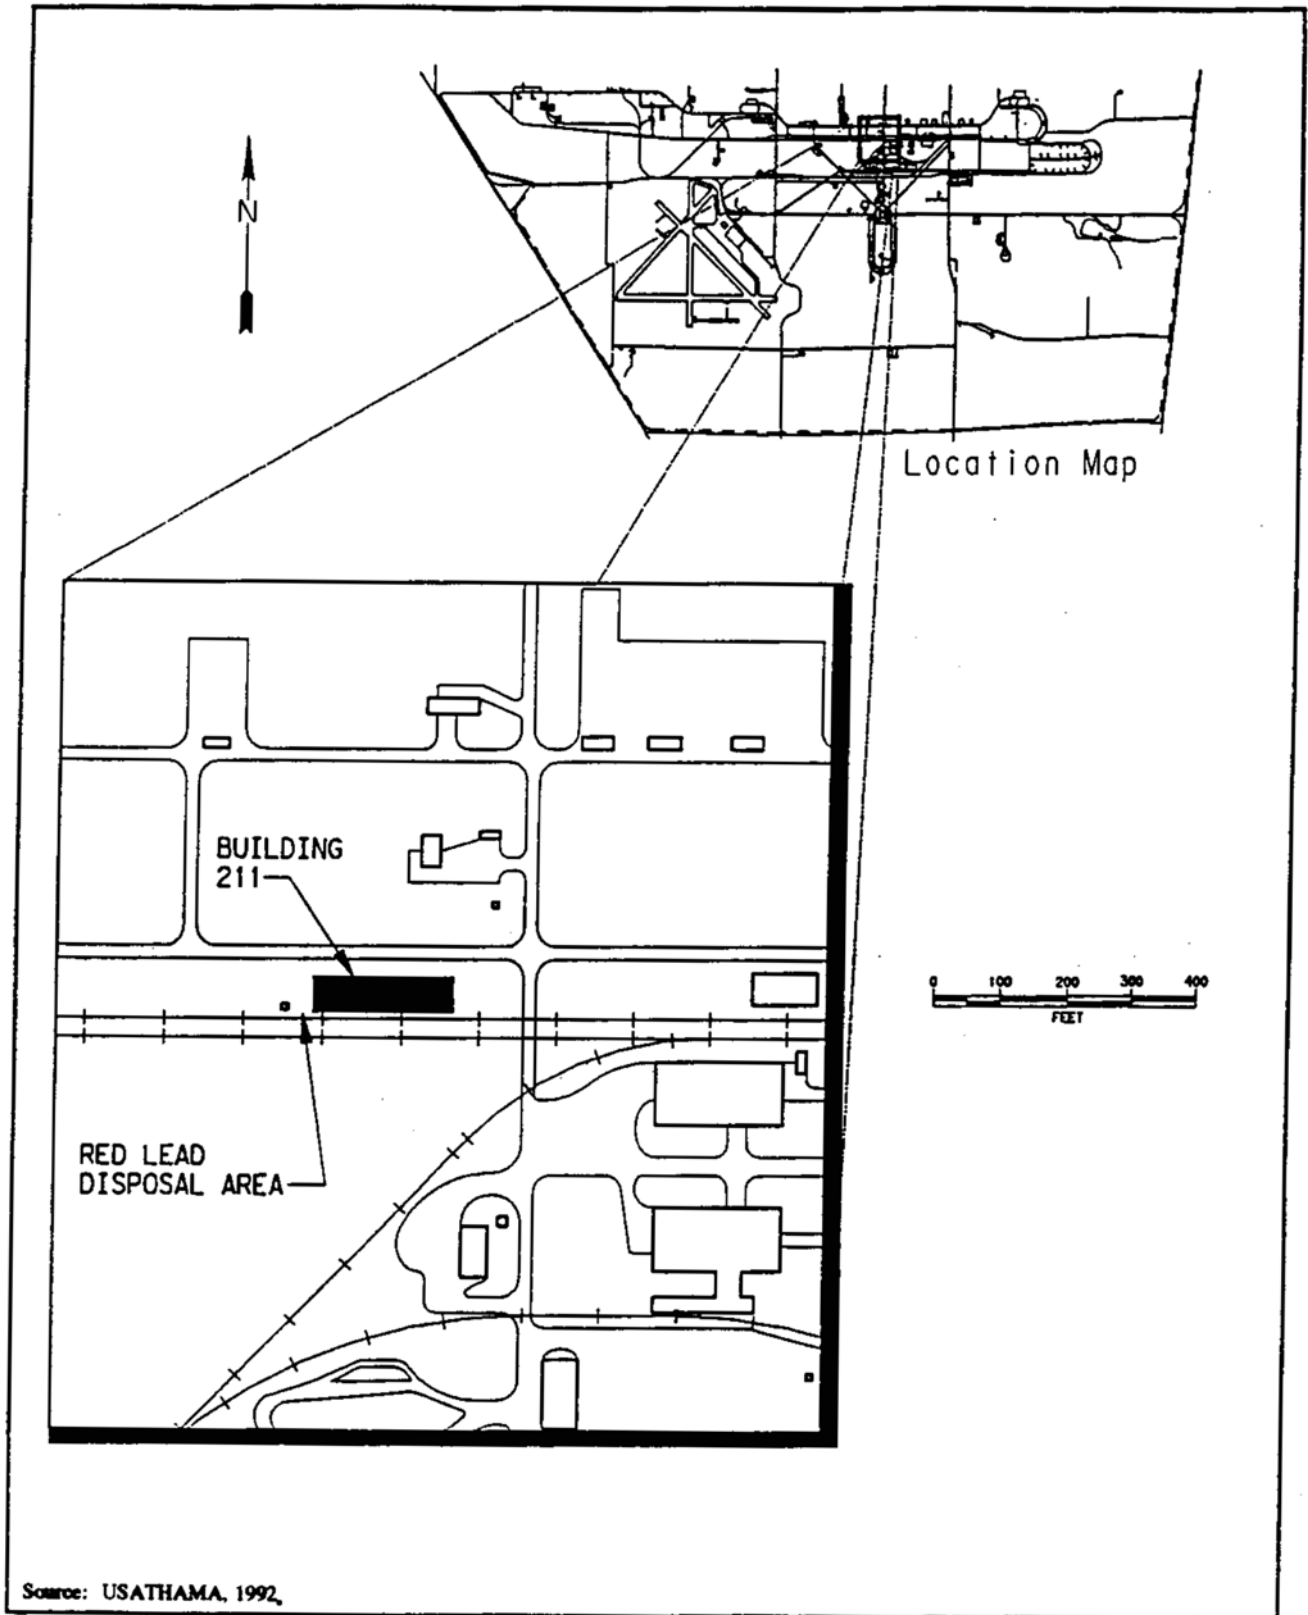 N
Location Map
BUILDING
211
0 100 200 300 400
FEET
RED LEAD
DISPOSAL AREA
Source: USATHAMA, 1992.